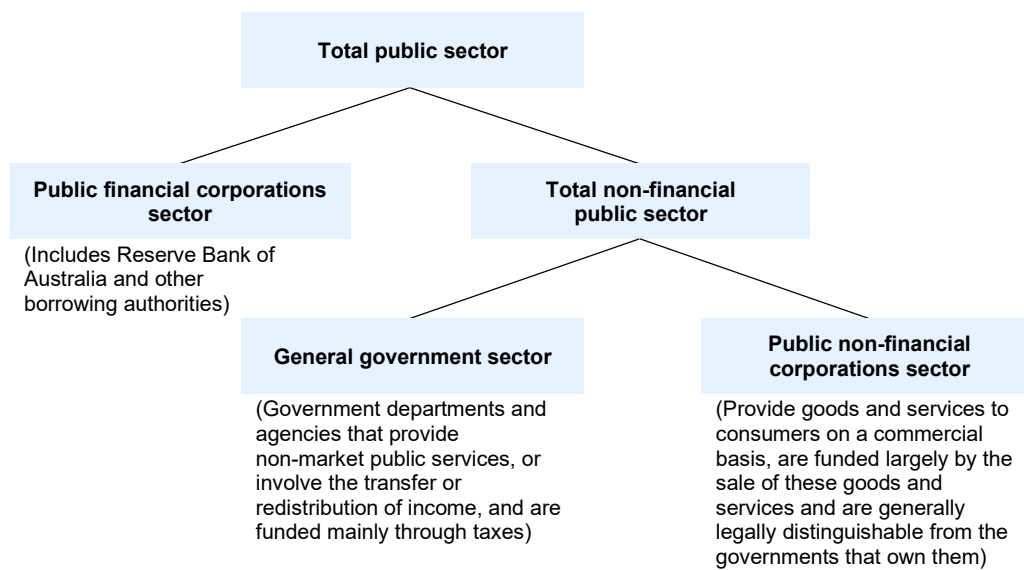 Total public sector
Public financial corporations
sector
(Includes Reserve Bank of
Australia and other
borrowing authorities)
Total non-financial
public sector
General government sector
(Government departments and
agencies that provide
non-market public services, or
involve the transfer or
redistribution of income, and are
funded mainly through taxes)
Public non-financial
corporations sector
(Provide goods and services to
consumers on a commercial
basis, are funded largely by the
sale of these goods and
services and are generally
legally distinguishable from the
governments that own them)